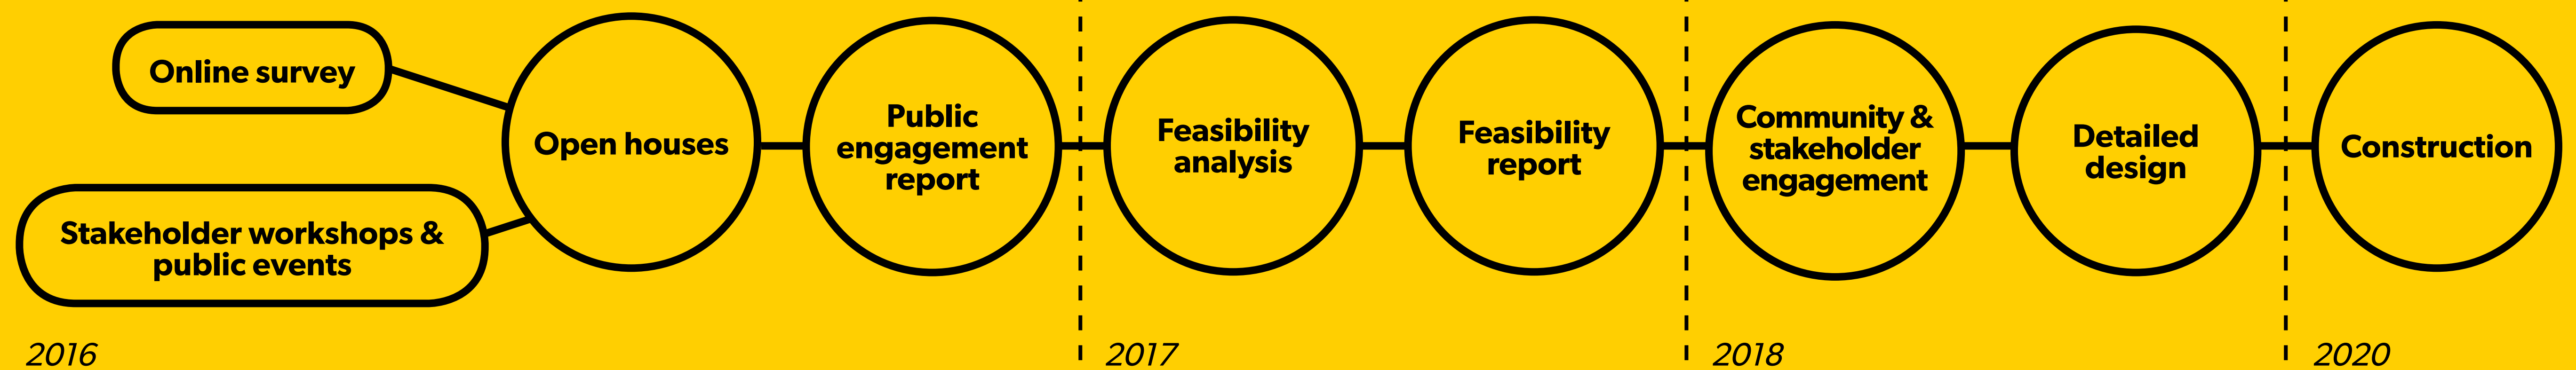 Online survey
Stakeholder workshops &
public events
Open houses
Public
engagement
report
Feasibility
analysis
Feasibility
report
Community &
stakeholder
engagement
Detailed
design
Construction
2016
2017
2018
2020